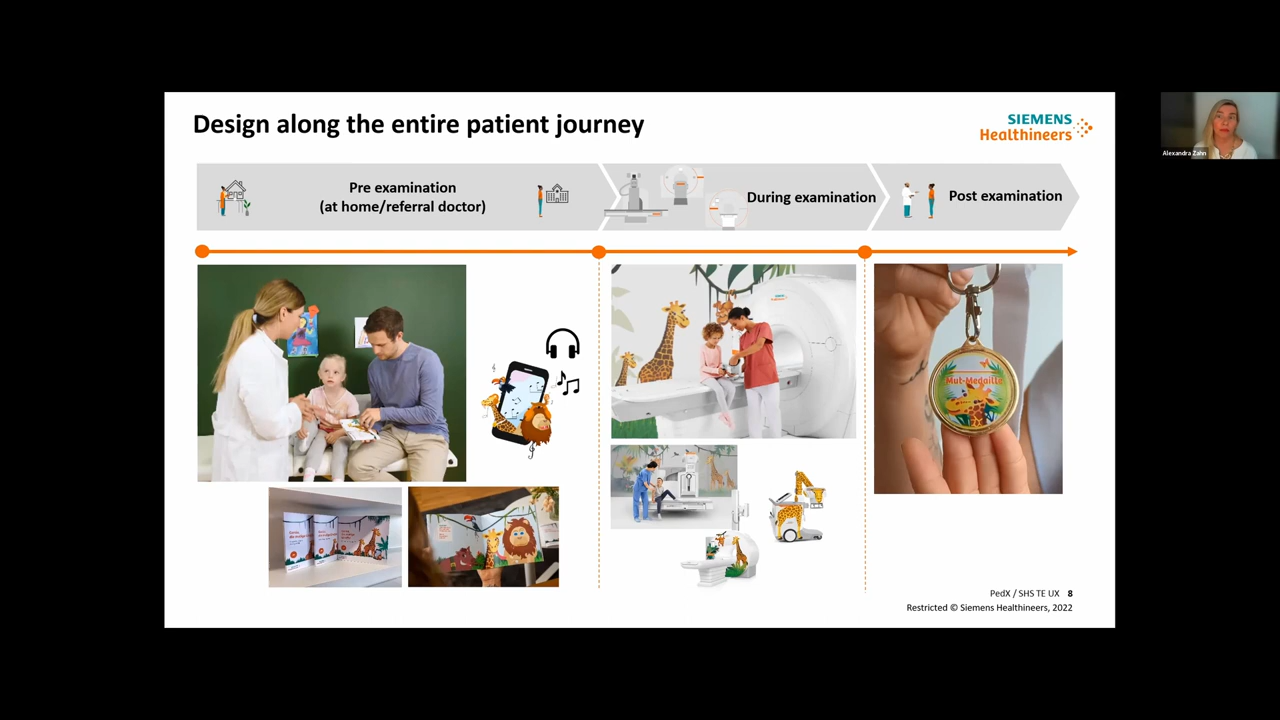 Design along the entire patient journey
SIEMENS
Healthineers
Alexandra Zahn
Pre examination
(at home/referral doctor)
During examination
Post examination
Mut-Medaille
PedX / SHS TE UX 8
Restricted © Siemens Healthineers, 2022